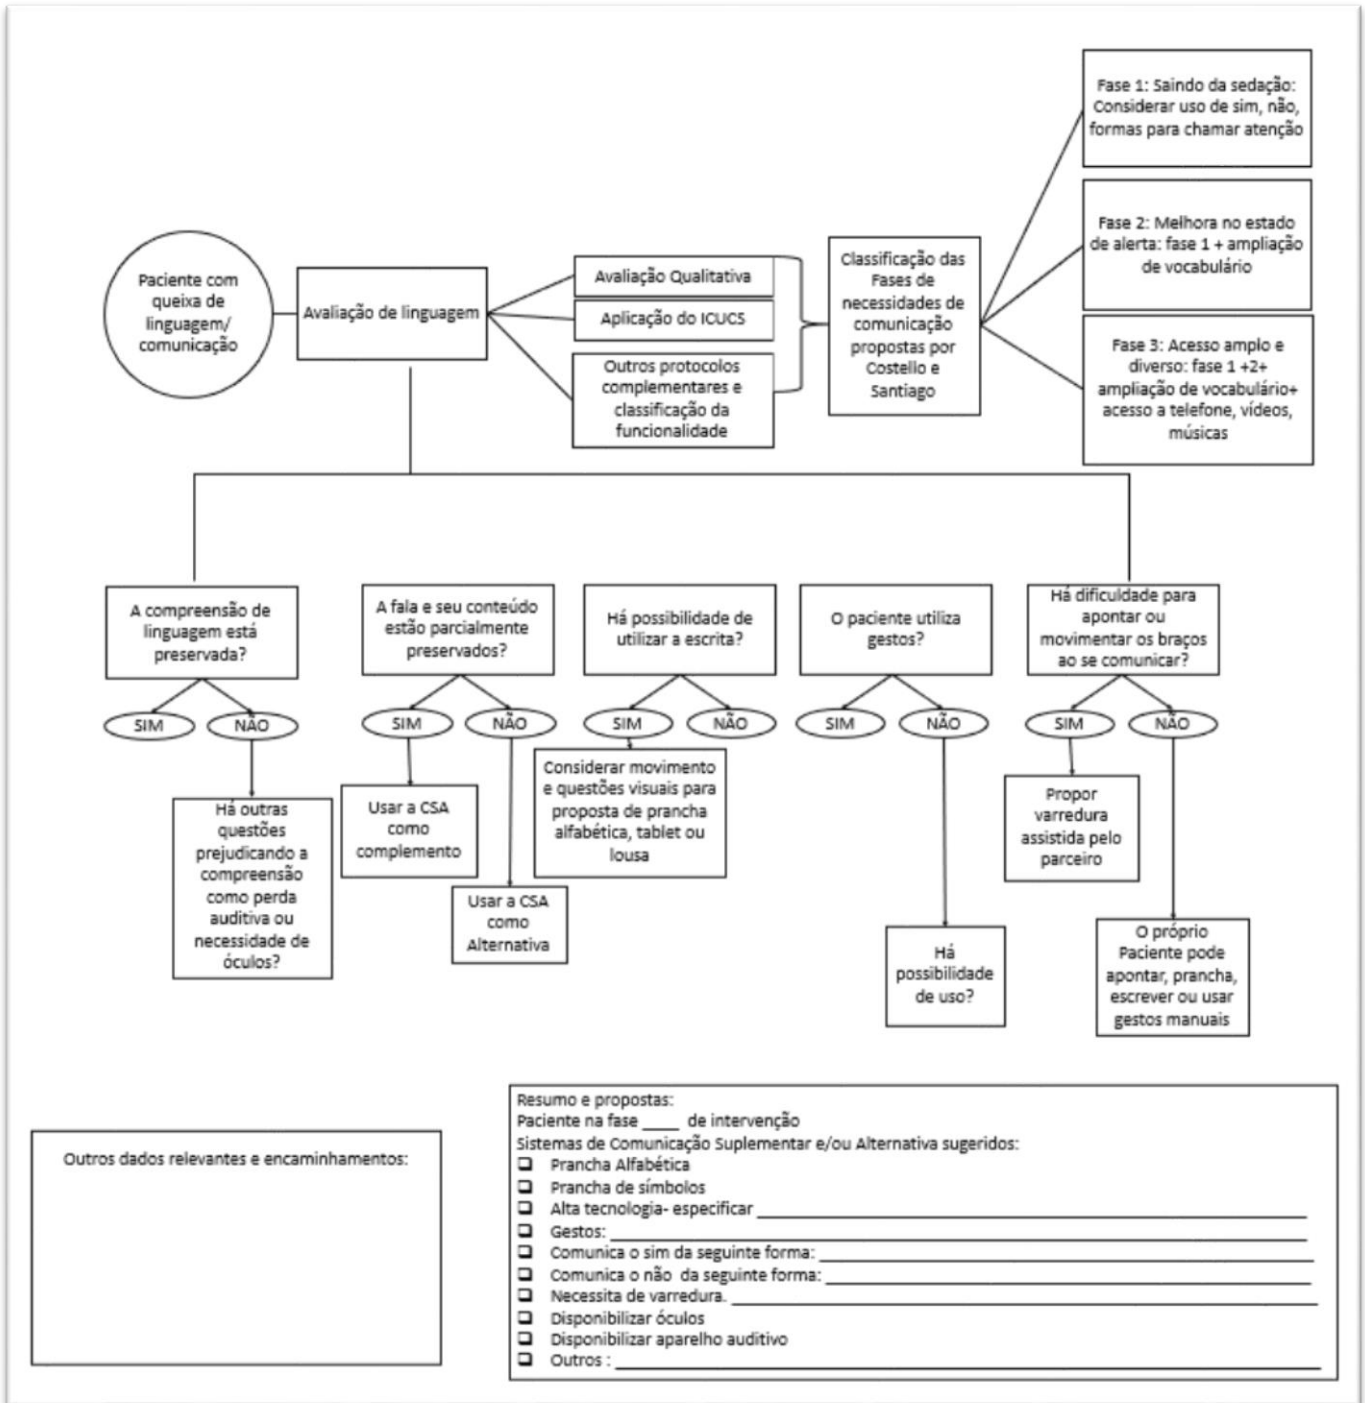 Paciente com
queixa de
linguagem/
comunicação
Avaliação de linguagem
Avaliação Qualitativa
Aplicação do ICUCS
Outros protocolos
complementares e
classificação da
funcionalidade
Classificação das
Fases de
necessidades de
comunicação
propostas por
Costello e
Santiago
Fase 1: Saindo da sedação:
Considerar uso de sim, não,
formas para chamar atenção
Fase 2: Melhora no estado
de alerta: fase 1 + ampliação
de vocabulário
Fase 3: Acesso amplo e
diverso: fase 1 +2+
ampliação de vocabulário+
acesso a telefone, vídeos,
músicas
A compreensão de
linguagem está
preservada?
SIM
NÃO
Há outras
questões
prejudicando a
compreensão
como perda
auditiva ou
necessidade de
óculos?
A fala e seu conteúdo
estão parcialmente
preservados?
SIM
NÃO
Usar a CSA
como
complemento
Usar a CSA
como
Alternativa
Há possibilidade de
utilizar a escrita?
SIM
NÃO
Considerar movimento
e questões visuais para
proposta de prancha
alfabética, tablet ou
lousa
O paciente utiliza
gestos?
SIM
NÃO
Há
possibilidade
de uso?
Há dificuldade para
apontar ou
movimentar os braços
ao se comunicar?
SIM
NÃO
Propor
varredura
assistida pelo
parceiro
O próprio
Paciente pode
apontar, prancha,
escrever ou usar
gestos manuais
Outros dados relevantes e encaminhamentos:
Resumo e propostas:
Paciente na fase ____ de intervenção
Sistemas de Comunicação Suplementar e/ou Alternativa sugeridos:
❑ Prancha Alfabética
❑ Prancha de símbolos
❑ Alta tecnologia- especificar ____
❑ Gestos: ____
❑ Comunica o sim da seguinte forma: ____
❑ Comunica o não da seguinte forma: ____
❑ Necessita de varredura. ____
❑ Disponibilizar óculos
❑ Disponibilizar aparelho auditivo
❑ Outros : ____